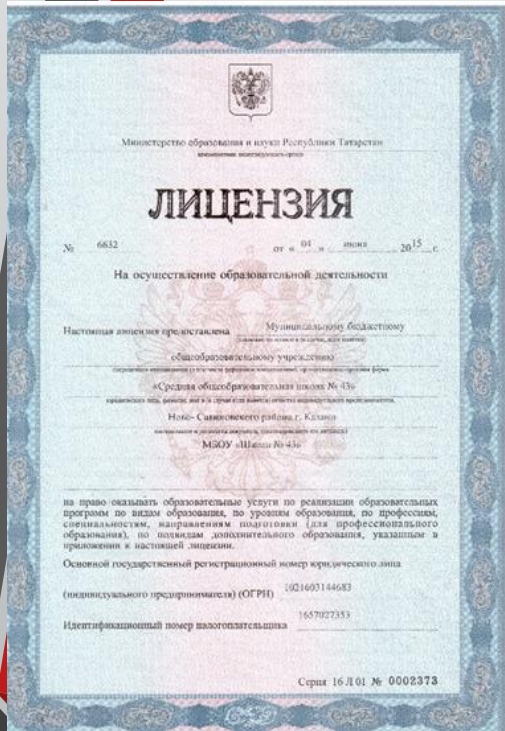 Министерство образования и науки Республики Татарстан
наименование лицензирующего органа
ЛИЦЕНЗИЯ
№ 6632 от « 01 » июня 2015 г.
На осуществление образовательной деятельности
Настоящая лицензия предоставлена Муниципальному бюджетному
общеобразовательному учреждению
«Средняя общеобразовательная школа № 43»
Ново- Савиновского района г. Казани
МБОУ «Школа № 43»
на право оказывать образовательные услуги по реализации образовательных
программ по видам образования, по уровням образования, по профессиям,
специальностям, направлениям подготовки (для профессионального
образования), по подвидам дополнительного образования, указанным в
приложении к настоящей лицензии.
Основной государственный регистрационный номер юридического лица
(индивидуального предпринимателя) (ОГРН) 1021603144683
Идентификационный номер налогоплательщика 1657027353
Серия 16 Л 01 № 0002373